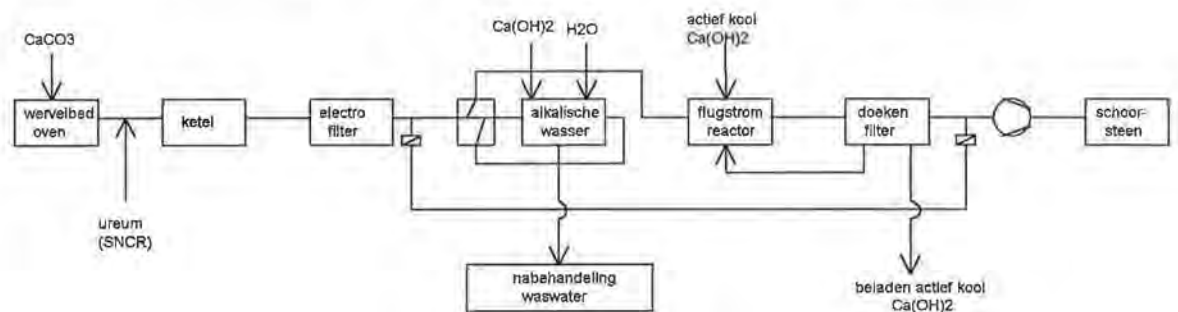 CaCO3
Ca(OH)2
H2O
actief kool
Ca(OH)2
wervelbed
oven
ketel
electro
filter
alkalische
wasser
flugstrom
reactor
doeken
filter
schoor-
steen
ureum
(SNCR)
nabehandeling
waswater
beladen actief kool
Ca(OH)2